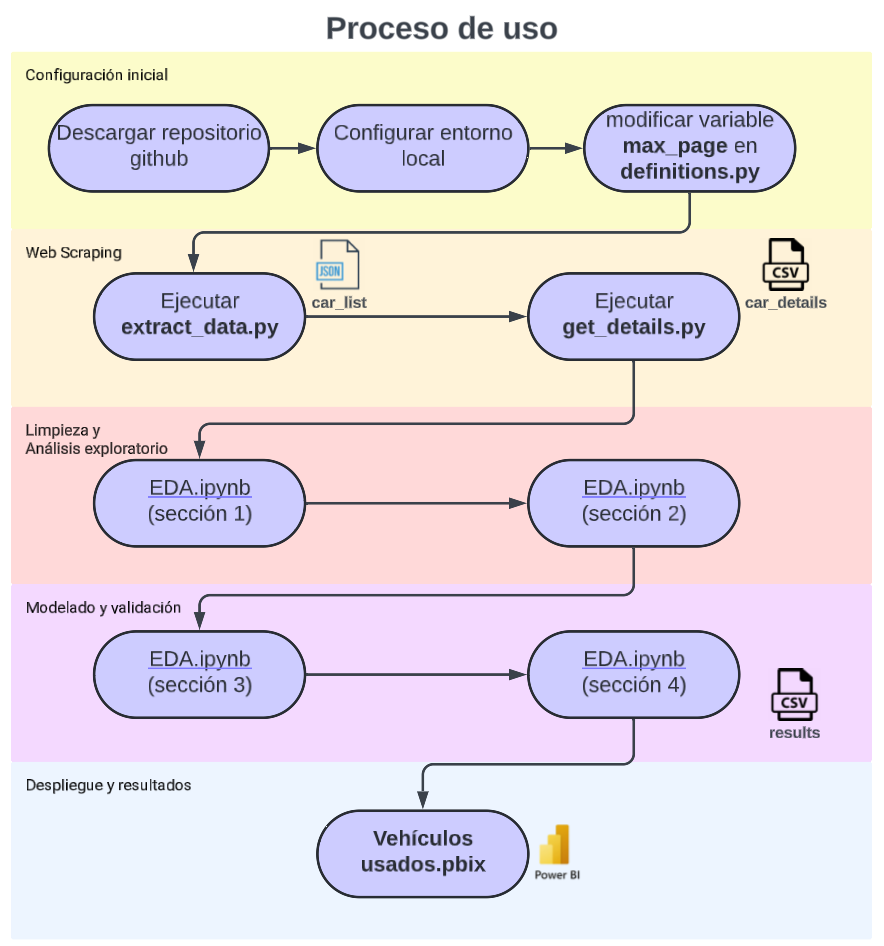 Proceso de uso
Configuración inicial
Descargar repositorio
github
Configurar entorno
local
modificar variable
max_page en
definitions.py
Web Scraping
JSON
car_list
CSV
car_details
Ejecutar
extract_data.py
Ejecutar
get_details.py
Limpieza y
Análisis exploratorio
EDA.ipynb
(sección 1)
EDA.ipynb
(sección 2)
Modelado y validación
EDA.ipynb
(sección 3)
EDA.ipynb
(sección 4)
CSV
results
Despliegue y resultados
Vehículos
usados.pbix
Power BI